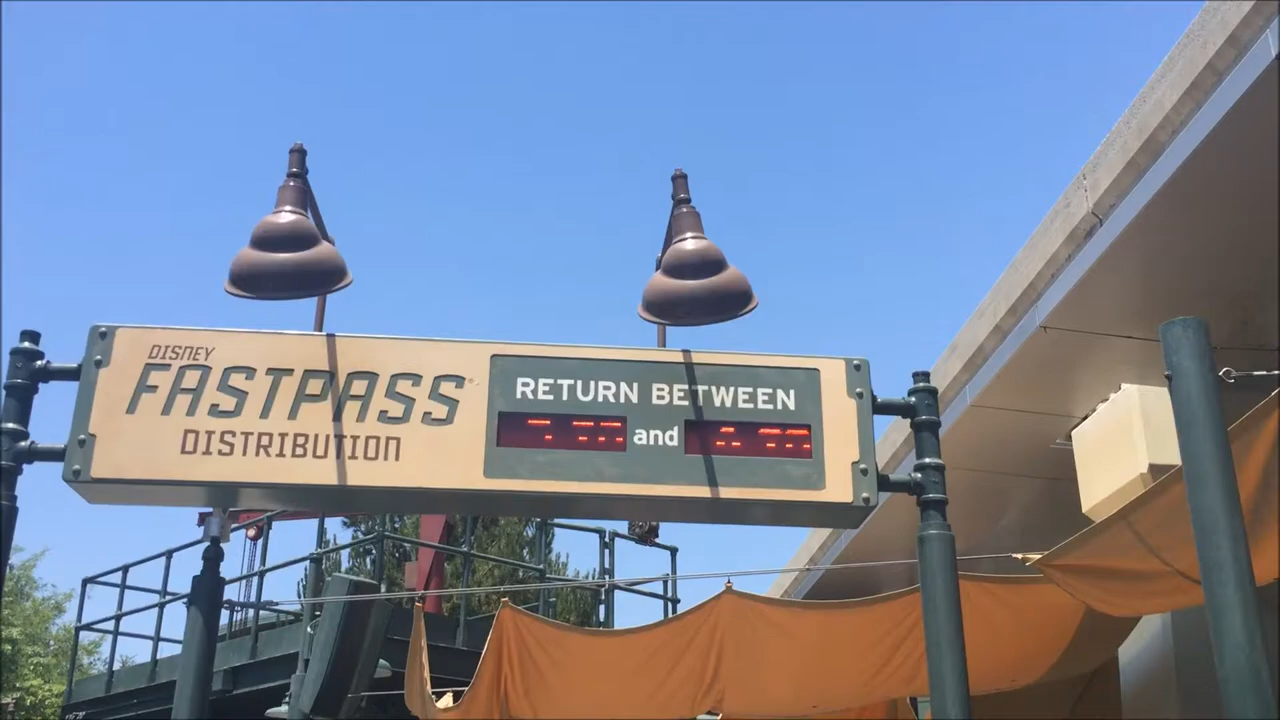 DISNEY
FASTPASS
DISTRIBUTION
RETURN BETWEEN
and